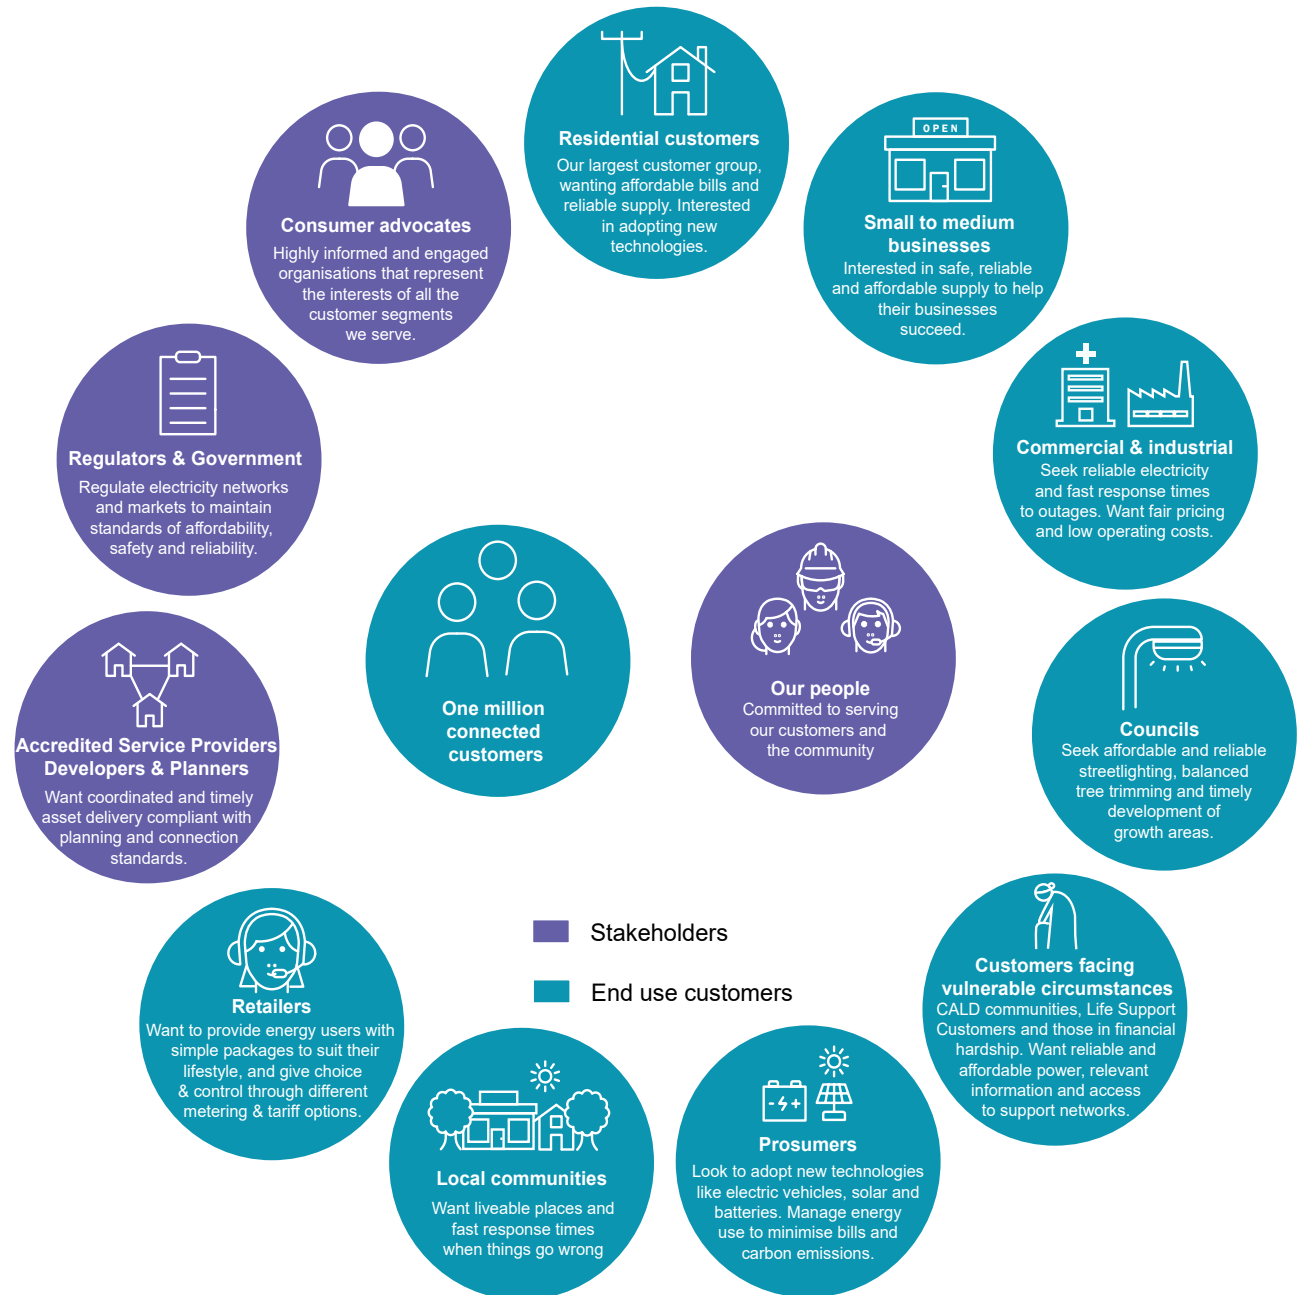 Residential customers
Our largest customer group,
wanting affordable bills and
reliable supply. Interested
in adopting new
technologies.
OPEN
Small to medium
businesses
Interested in safe, reliable
and affordable supply to help
their businesses
succeed.
Commercial & industrial
Seek reliable electricity
and fast response times
to outages. Want fair pricing
and low operating costs.
Councils
Seek affordable and reliable
streetlighting, balanced
tree trimming and timely
development of
growth areas.
Customers facing
vulnerable circumstances
CALD communities, Life Support
Customers and those in financial
hardship. Want reliable and
affordable power, relevant
information and access
to support networks.
Prosumers
Look to adopt new technologies
like electric vehicles, solar and
batteries. Manage energy
use to minimise bills and
carbon emissions.
Local communities
Want liveable places and
fast response times
when things go wrong
Retailers
Want to provide energy users with
simple packages to suit their
lifestyle, and give choice
& control through different
metering & tariff options.
Accredited Service Providers
Developers & Planners
Want coordinated and timely
asset delivery compliant with
planning and connection
standards.
Regulators & Government
Regulate electricity networks
and markets to maintain
standards of affordability,
safety and reliability.
Consumer advocates
Highly informed and engaged
organisations that represent
the interests of all the
customer segments
we serve.
One million
connected
customers
Our people
Committed to serving
our customers and
the community
Stakeholders
End use customers